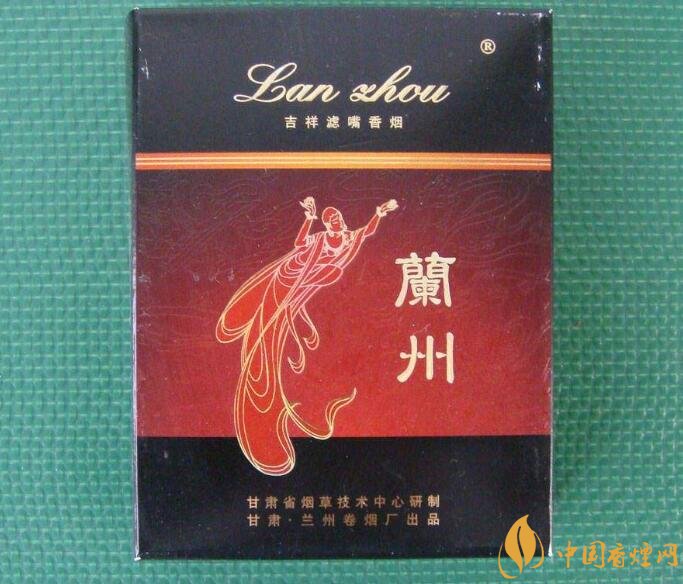 ®
Lan zhou
吉祥滤嘴香烟
蘭州
甘肃省烟草技术中心研制
甘肃·兰州卷烟厂出品
中国香烟网